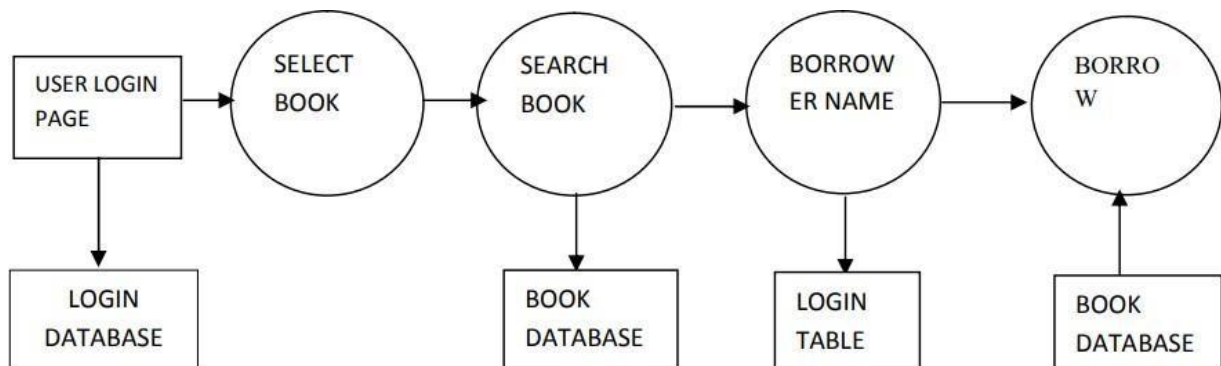 USER LOGIN
PAGE
SELECT
BOOK
SEARCH
BOOK
BORROW
ER NAME
BORRO
W
LOGIN
DATABASE
BOOK
DATABASE
LOGIN
TABLE
BOOK
DATABASE